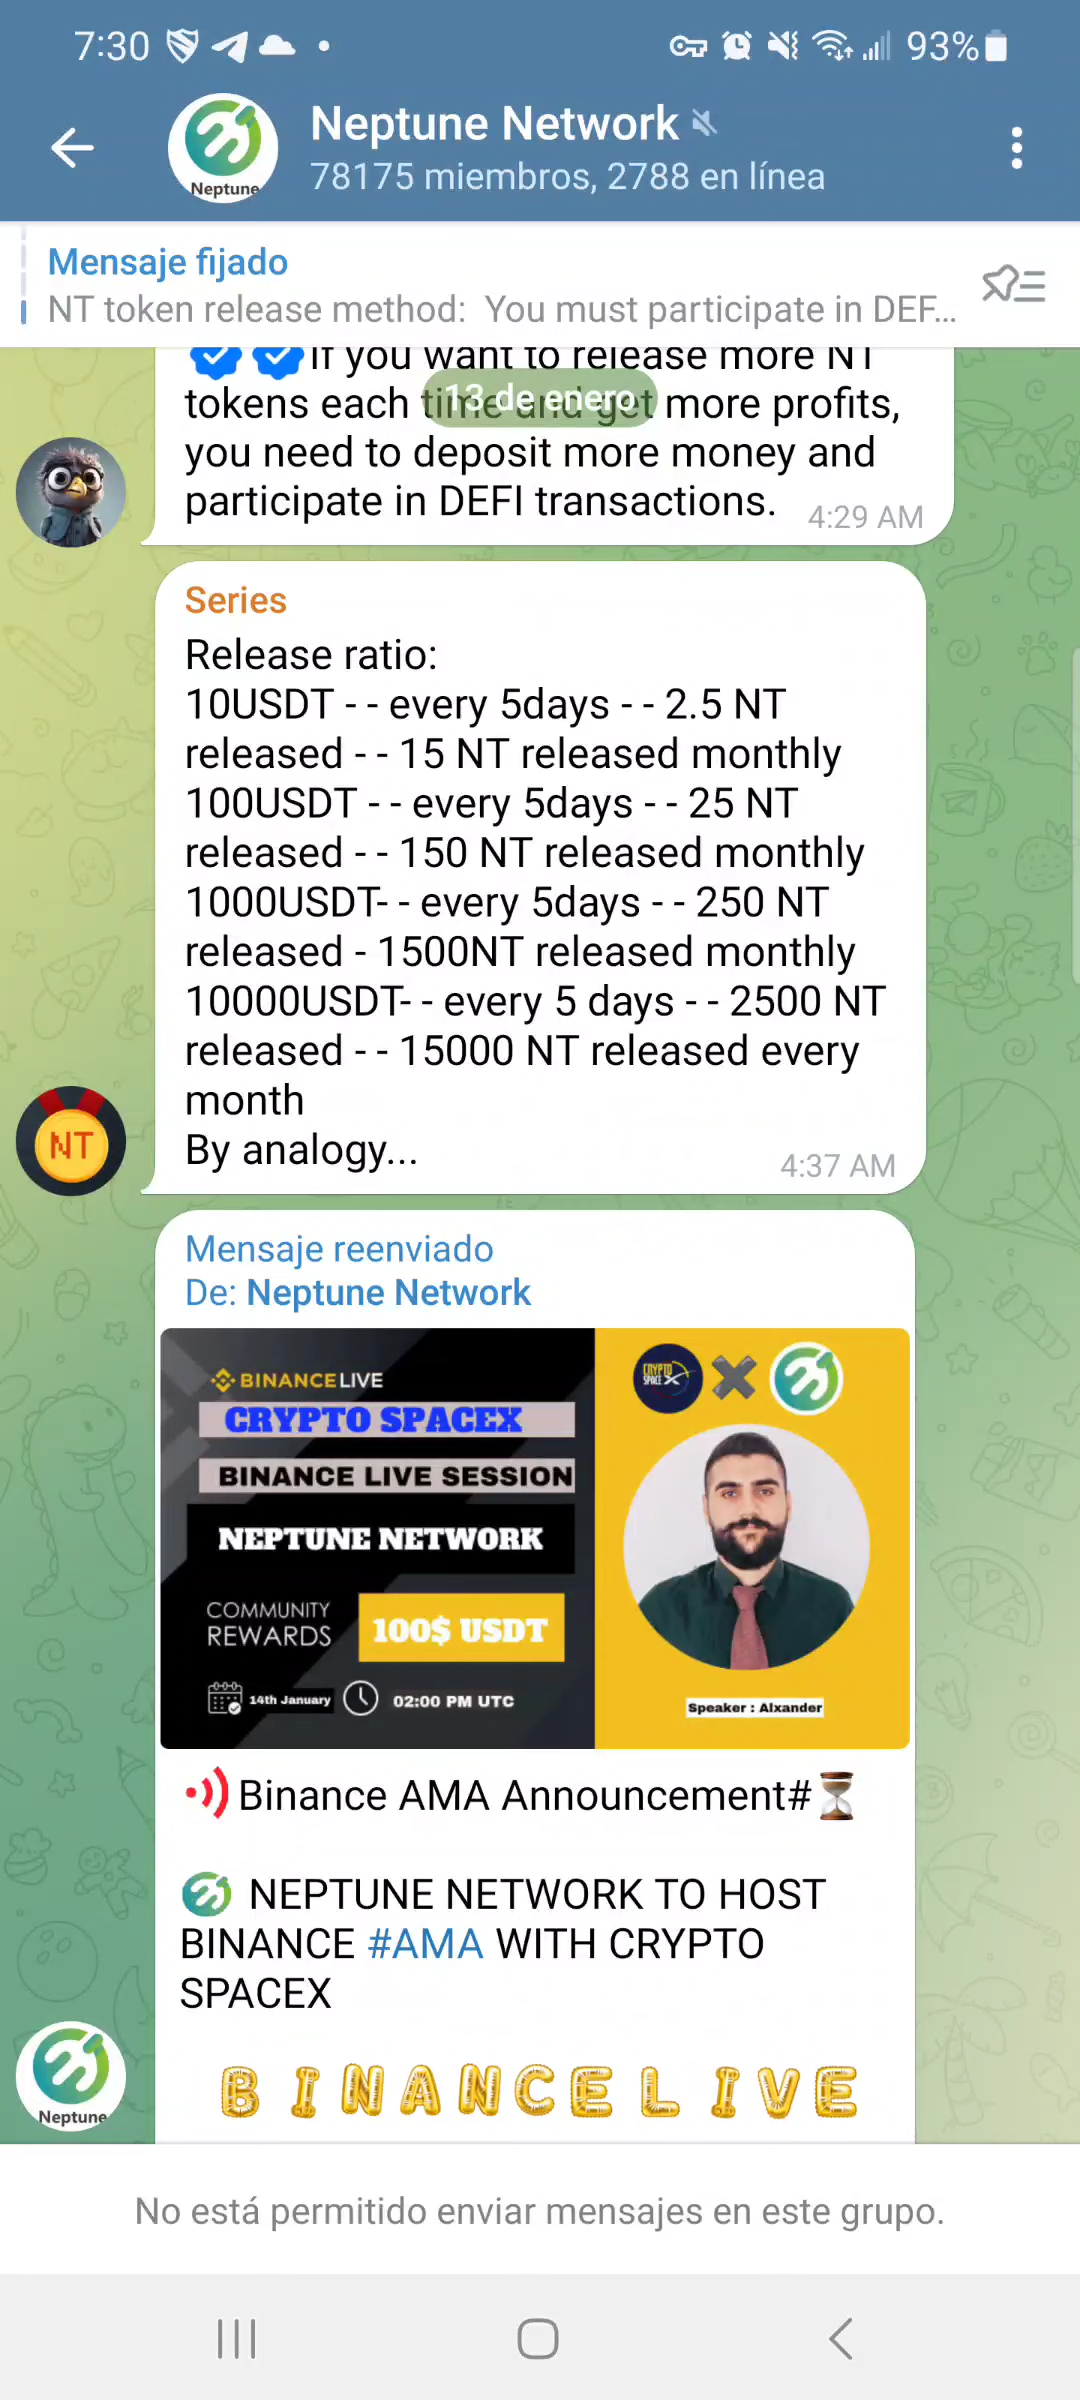 7:30
93%
Neptune Network
78175 miembros, 2788 en línea
Neptune
Mensaje fijado
NT token release method:  You must participate in DEF...
If you want to release more NT
13 de enero
tokens each time and get more profits,
you need to deposit more money and
participate in DEFI transactions.
4:29 AM
Series
Release ratio:
10USDT - - every 5days - - 2.5 NT
released - - 15 NT released monthly
100USDT - - every 5days - - 25 NT
released - - 150 NT released monthly
1000USDT- - every 5days - - 250 NT
released - 1500NT released monthly
10000USDT- - every 5 days - - 2500 NT
released - - 15000 NT released every
month
By analogy...
4:37 AM
NT
Mensaje reenviado
De: Neptune Network
BINANCE LIVE
CRYPTO SPACEX
BINANCE LIVE SESSION
NEPTUNE NETWORK
COMMUNITY
REWARDS
100$ USDT
14th January
02:00 PM UTC
CRYPTO
SPACE X
Speaker : Alxander
Binance AMA Announcement#
NEPTUNE NETWORK TO HOST
BINANCE #AMA WITH CRYPTO
SPACEX
BINANCELIVE
Neptune
No está permitido enviar mensajes en este grupo.